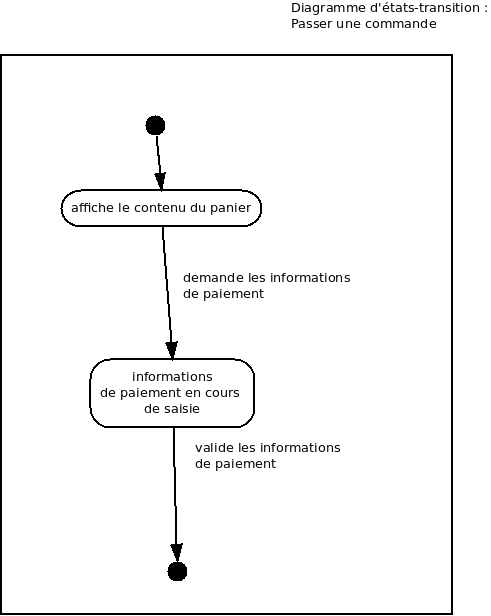 Diagramme d'états-transition :
Passer une commande
affiche le contenu du panier
demande les informations
de paiement
informations
de paiement en cours
de saisie
valide les informations
de paiement